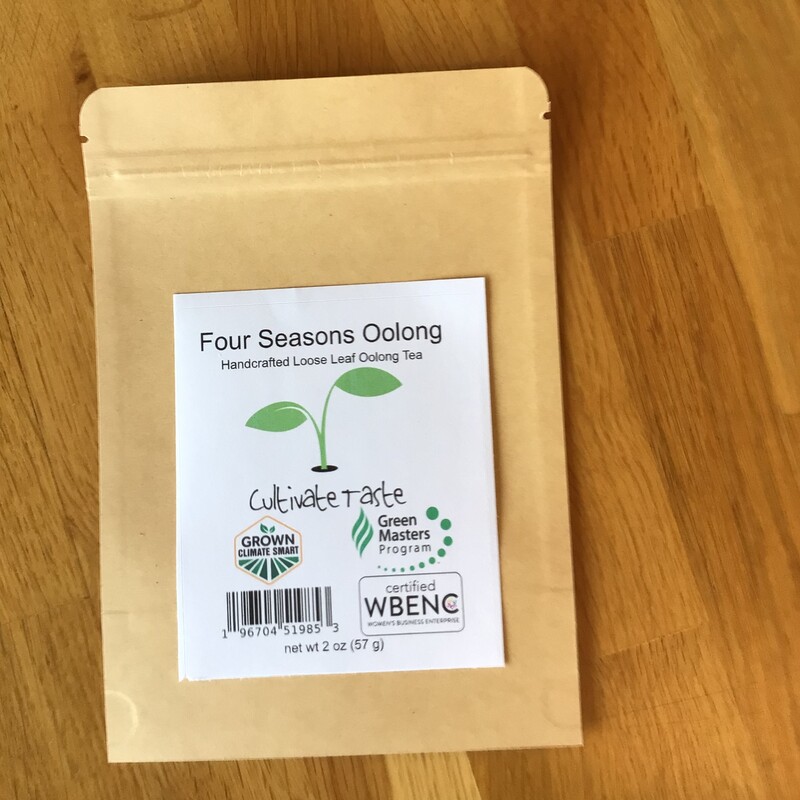 Four Seasons Oolong
Handcrafted Loose Leaf Oolong Tea
Cultivate Taste
GROWN
CLIMATE SMART
Green
Masters
Program
certified
WBENC
WOMEN'S BUSINESS ENTERPRISE
1 96704 51985 3
net wt 2 oz (57 g)